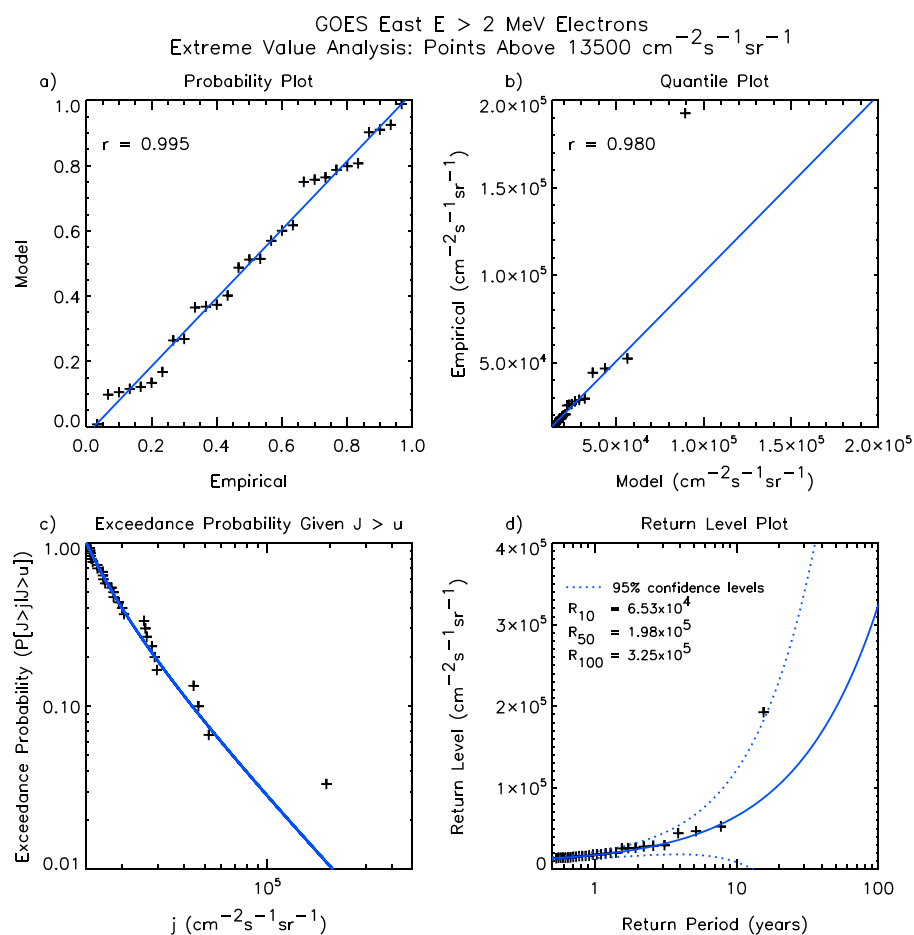 GOES East E > 2 MeV Electrons
Extreme Value Analysis: Points Above 13500 cm⁻²s⁻¹sr⁻¹
a) Probability Plot
r = 0.995
Model
1.0
0.8
0.6
0.4
0.2
0.0
0.0 0.2 0.4 0.6 0.8 1.0
Empirical
b) Quantile Plot
r = 0.980
Empirical (cm⁻²s⁻¹sr⁻¹)
2.0×10⁵
1.5×10⁵
1.0×10⁵
5.0×10⁴
5.0×10⁴ 1.0×10⁵ 1.5×10⁵ 2.0×10⁵
Model (cm⁻²s⁻¹sr⁻¹)
c) Exceedance Probability Given J > u
Exceedance Probability (P[J>j|J>u])
1.00
0.10
0.01
10⁵
j (cm⁻²s⁻¹sr⁻¹)
d) Return Level Plot
95% confidence levels
R₁₀ = 6.53x10⁴
R₅₀ = 1.98x10⁵
R₁₀₀ = 3.25x10⁵
Return Level (cm⁻²s⁻¹sr⁻¹)
4×10⁵
3×10⁵
2×10⁵
1×10⁵
0
1 10 100
Return Period (years)